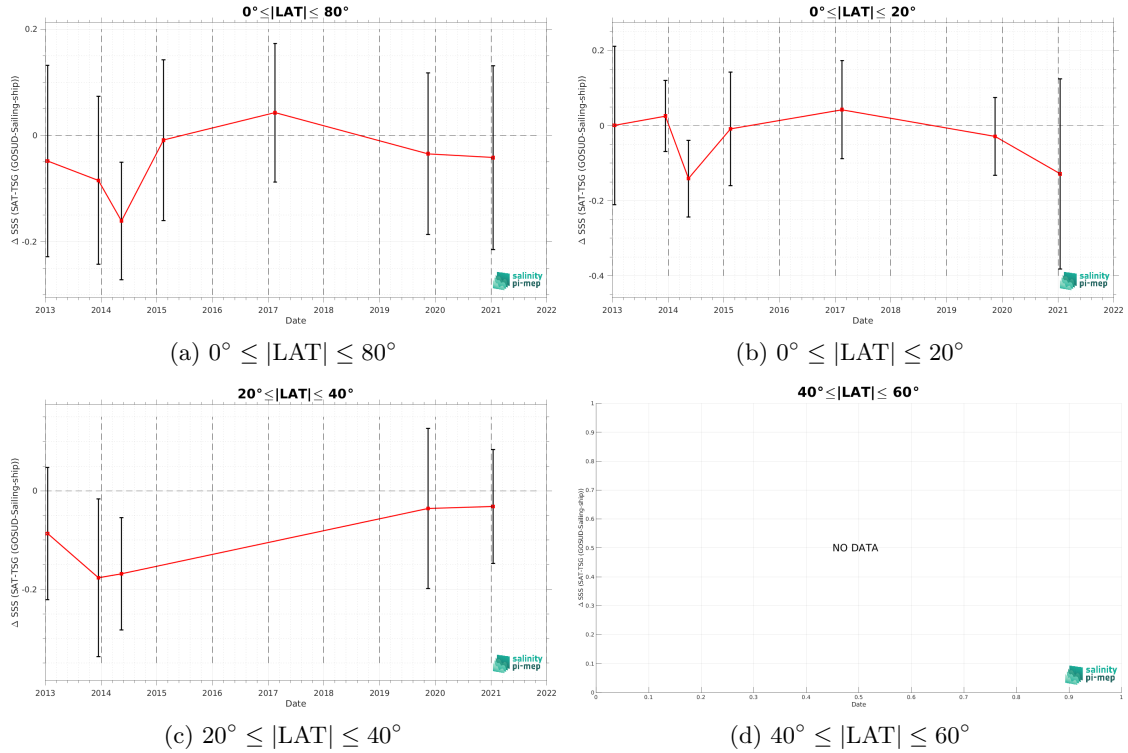 0°≤|LAT|≤ 80°
Δ SSS (SAT-TSG (GOSUD-Sailing-ship))
0.2
0
-0.2
2013 2014 2015 2016 2017 2018 2019 2020 2021 2022
Date
salinity
pi-mep
(a) 0° ≤ |LAT| ≤ 80°
0°≤|LAT|≤ 20°
Δ SSS (SAT-TSG (GOSUD-Sailing-ship))
0.2
0
-0.2
-0.4
2013 2014 2015 2016 2017 2018 2019 2020 2021 2022
Date
salinity
pi-mep
(b) 0° ≤ |LAT| ≤ 20°
20°≤|LAT|≤ 40°
Δ SSS (SAT-TSG (GOSUD-Sailing-ship))
0
-0.2
2013 2014 2015 2016 2017 2018 2019 2020 2021 2022
Date
salinity
pi-mep
(c) 20° ≤ |LAT| ≤ 40°
40°≤|LAT|≤ 60°
Δ SSS (SAT-TSG (GOSUD-Sailing-ship))
1
0.9
0.8
0.7
0.6
0.5
0.4
0.3
0.2
0.1
0
NO DATA
0 0.1 0.2 0.3 0.4 0.5 0.6 0.7 0.8 0.9 1
Date
salinity
pi-mep
(d) 40° ≤ |LAT| ≤ 60°